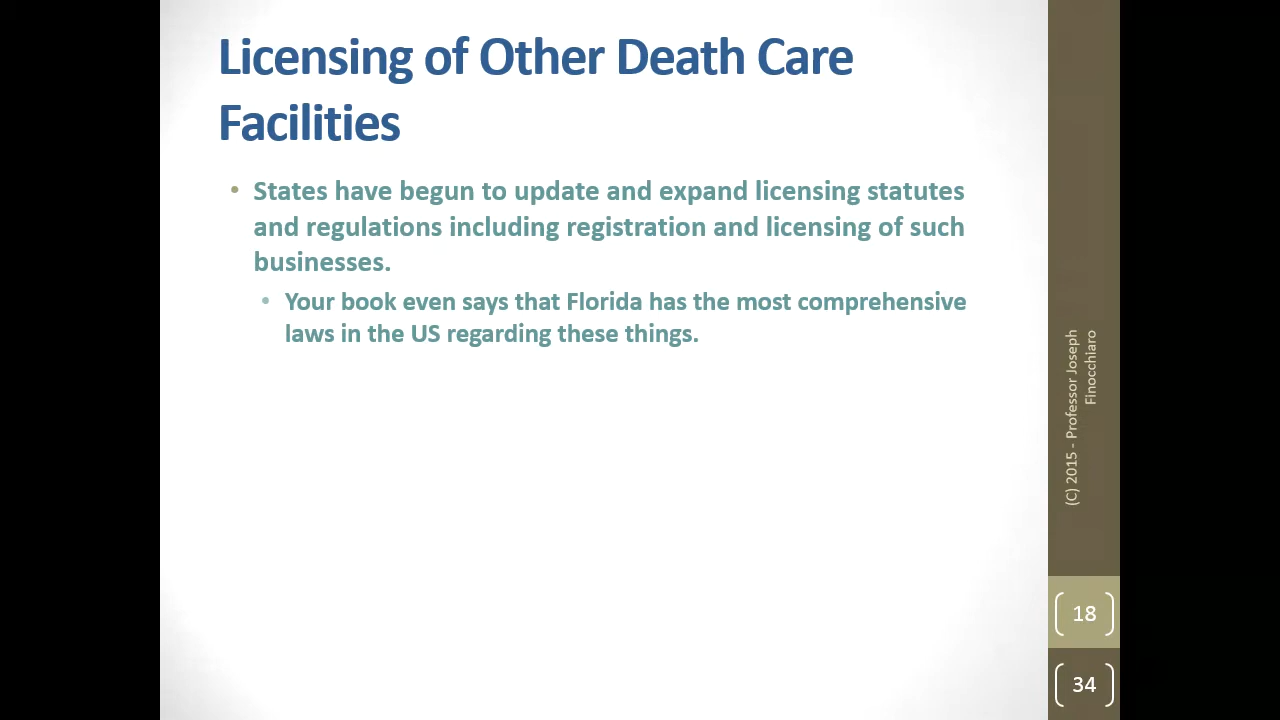 Licensing of Other Death Care
Facilities
• States have begun to update and expand licensing statutes
and regulations including registration and licensing of such
businesses.
• Your book even says that Florida has the most comprehensive
laws in the US regarding these things.
(C) 2015 - Professor Joseph
Finocchiaro
18
34